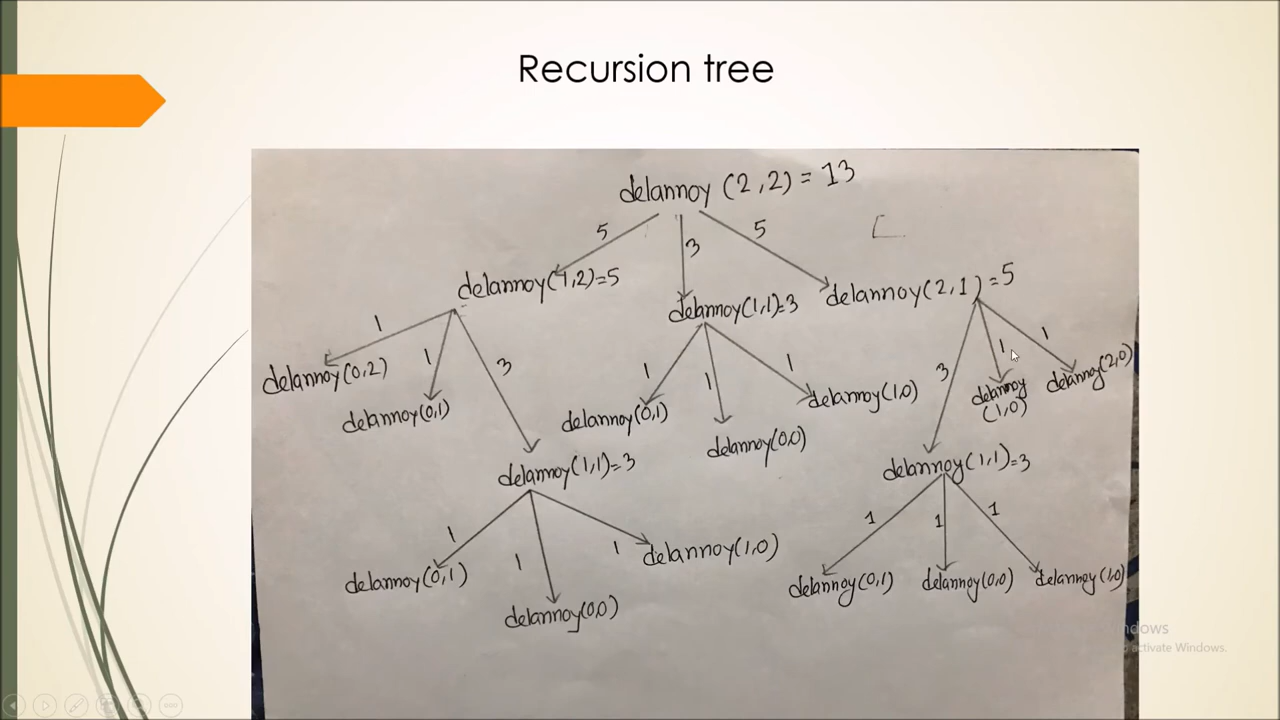 Recursion tree
delannoy (2,2) = 13
5 3 5
delannoy(1,2)=5
delannoy(1,1)=3
delannoy(2,1)=5
1 1 3
1 1 1
3 1 1
delannoy(0,2)
delannoy(0,1)
delannoy(0,1)
delannoy(0,0)
delannoy(1,0)
delannoy
(1,0)
delannoy(2,0)
delannoy(1,1)=3
delannoy(1,1)=3
1 1 1
1 1 1
delannoy(0,1)
delannoy(0,0)
delannoy(1,0)
delannoy(0,1)
delannoy(0,0)
delannoy(1,0)
ndows
activate Windows.